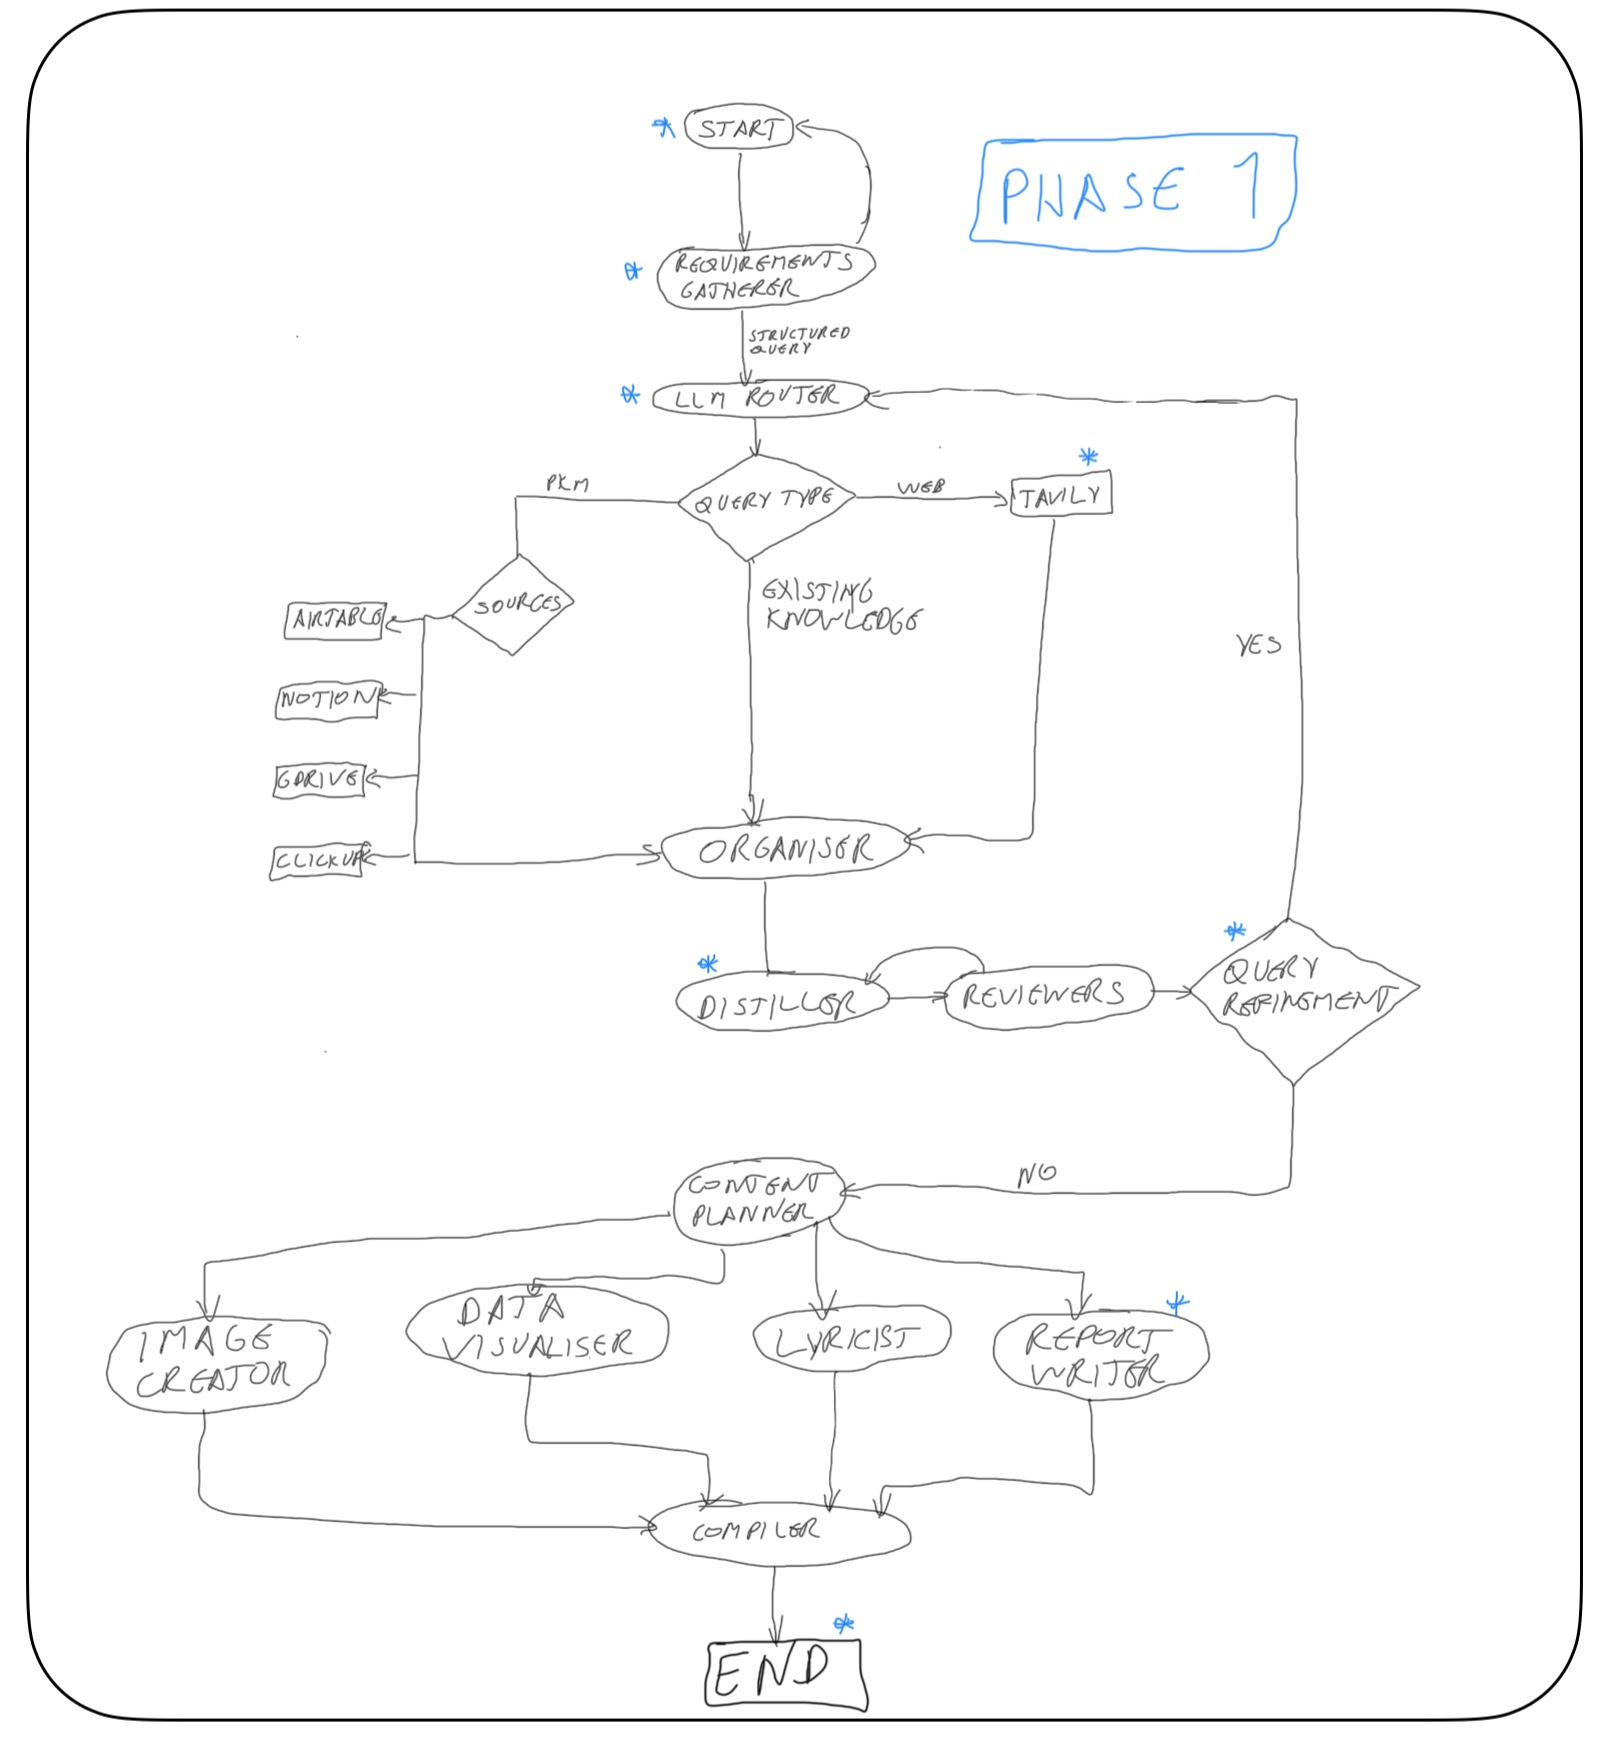 START
PHASE 1
REQUIREMENTS
GATHERER
STRUCTURED
QUERY
LLM ROUTER
PKM
QUERY TYPE
WEB
TAVILY
EXISTING
KNOWLEDGE
SOURCES
AIRTABLE
NOTION
GDRIVE
CLICKUP
YES
ORGANISER
DISTILLER
REVIEWERS
QUERY
REFINEMENT
NO
CONTENT
PLANNER
IMAGE
CREATOR
DATA
VISUALISER
LYRICIST
REPORT
WRITER
COMPILER
END